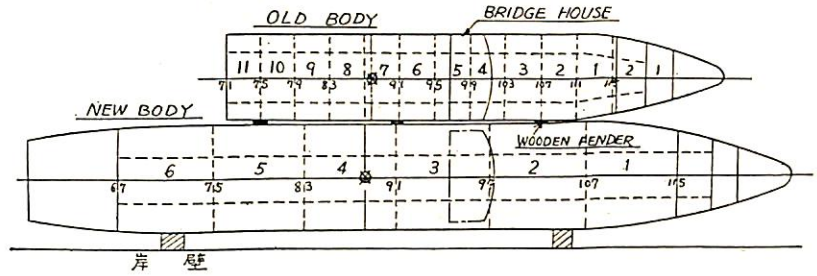 BRIDGE HOUSE
OLD BODY
11 10 9 8 7 6 5 4 3 2 1 2 1
71 75 79 83 91 95 99 103 107 111 115
NEW BODY
WOODEN FENDER
6 5 4 3 2 1
67 75 83 91 99 107 115
岸壁